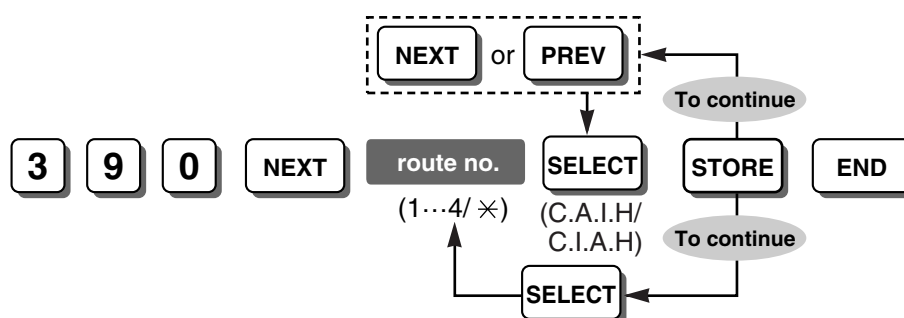 NEXT or PREV
To continue
3 9 0 NEXT route no. SELECT STORE END
(1···4/ ✳) (C.A.I.H/
C.I.A.H)
To continue
SELECT